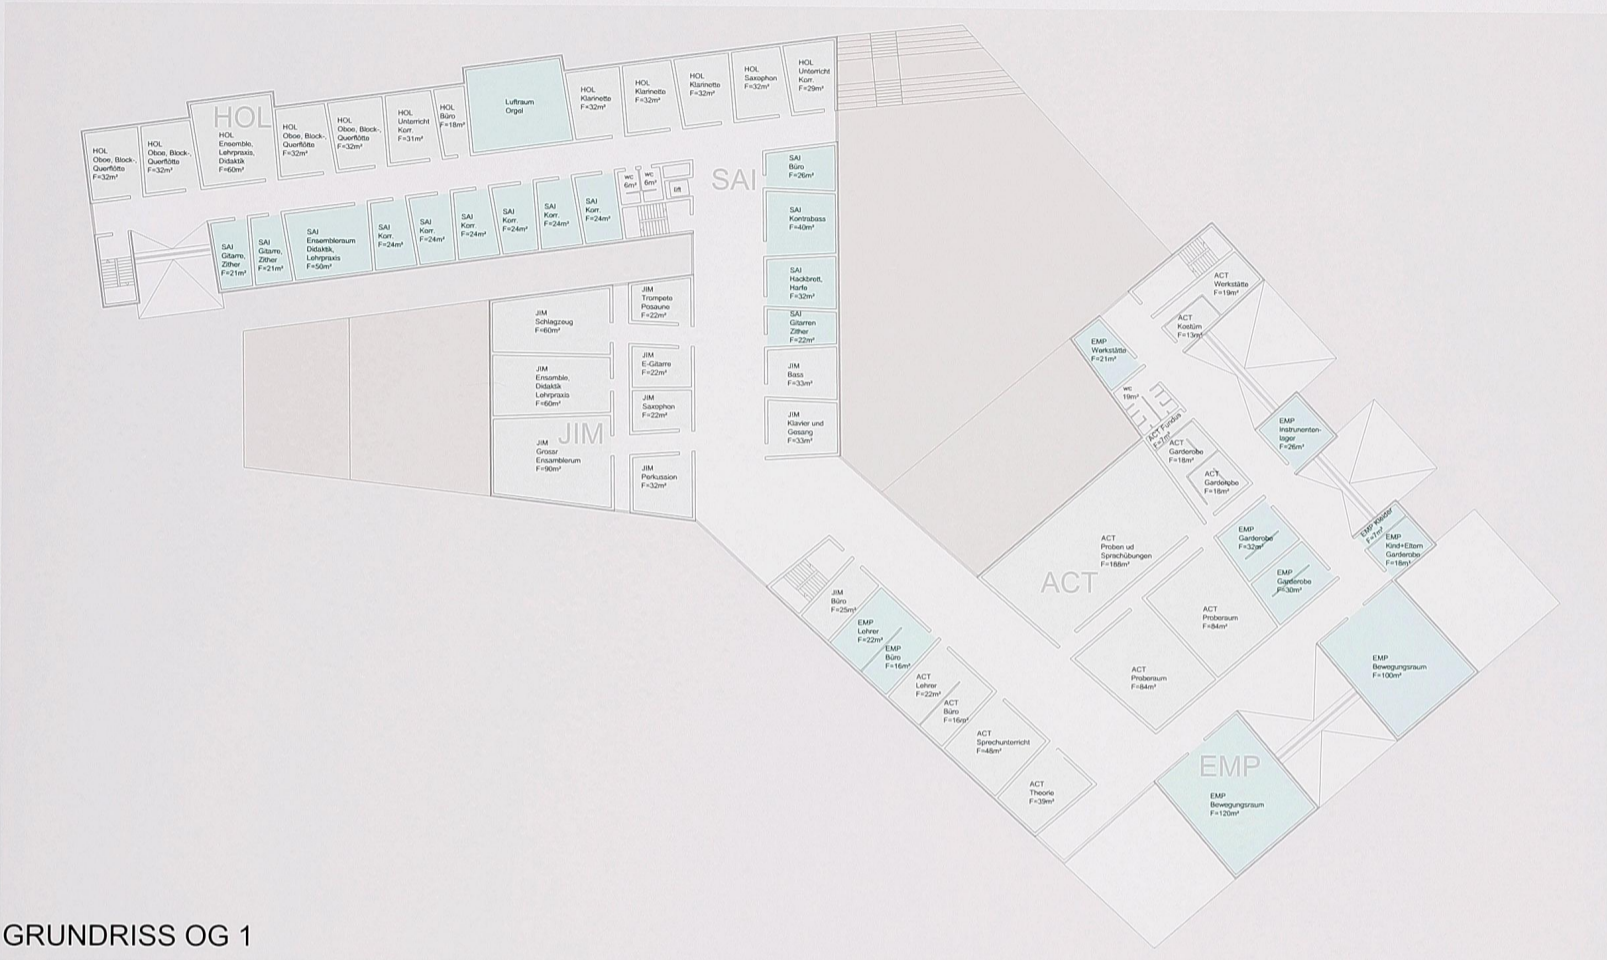 HOL
Oboe, Block-,
Querflötte
F=32m²
HOL
Oboe, Block-,
Querflötte
F=32m²
HOL
HOL
Ensemble,
Lehrpraxis,
Didaktik
F=60m²
HOL
Oboe, Block-,
Querflötte
F=32m²
HOL
Oboe, Block-,
Querflötte
F=32m²
HOL
Unterricht
Korr.
F=31m²
HOL
Büro
F=18m²
Luftraum
Orgel
HOL
Klarinette
F=32m²
HOL
Klarinette
F=32m²
HOL
Klarinette
F=32m²
HOL
Saxophon
F=32m²
HOL
Unterricht
Korr.
F=29m²
SAI
Gitarre,
Zither
F=21m²
SAI
Gitarre,
Zither
F=21m²
SAI
Ensembleraum
Didaktik,
Lehrpraxis
F=50m²
SAI
Korr.
F=24m²
SAI
Korr.
F=24m²
SAI
Korr.
F=24m²
SAI
Korr.
F=24m²
SAI
Korr.
F=24m²
SAI
Korr.
F=24m²
wc
6m²
wc
6m²
lift
SAI
SAI
Büro
F=26m²
SAI
Kontrabass
F=40m²
SAI
Hackbrett,
Harfe
F=32m²
SAI
Gitarren
Zither
F=22m²
JIM
Bass
F=33m²
JIM
Klavier und
Gesang
F=33m²
JIM
Schlagzeug
F=60m²
JIM
Ensemble,
Didaktik
Lehrpraxis
F=60m²
JIM
JIM
Grosser
Ensemblerum
F=90m²
JIM
Trompete
Posaune
F=22m²
JIM
E-Gitarre
F=22m²
JIM
Saxophon
F=22m²
JIM
Perkussion
F=32m²
JIM
Büro
F=25m²
EMP
Lehrer
F=22m²
EMP
Büro
F=16m²
ACT
Lehrer
F=22m²
ACT
Büro
F=16m²
ACT
Sprechunterricht
F=48m²
ACT
Theorie
F=39m²
ACT
Werkstätte
F=19m²
ACT
Kostüm
F=13m²
EMP
Werkstätte
F=21m²
wc
19m²
ACT Fundus
F=7m²
ACT
Garderobe
F=18m²
ACT
Garderobe
F=18m²
EMP
Instrumenten-
lager
F=26m²
EMP
Garderobe
F=32m²
EMP
Garderobe
F=30m²
F=7m²
EMP
Kind+Eltern
Garderobe
F=18m²
ACT
ACT
Proben ud
Sprachübungen
F=168m²
ACT
Proberaum
F=84m²
ACT
Proberaum
F=84m²
EMP
Bewegungsraum
F=100m²
EMP
EMP
Bewegungsraum
F=120m²
GRUNDRISS OG 1